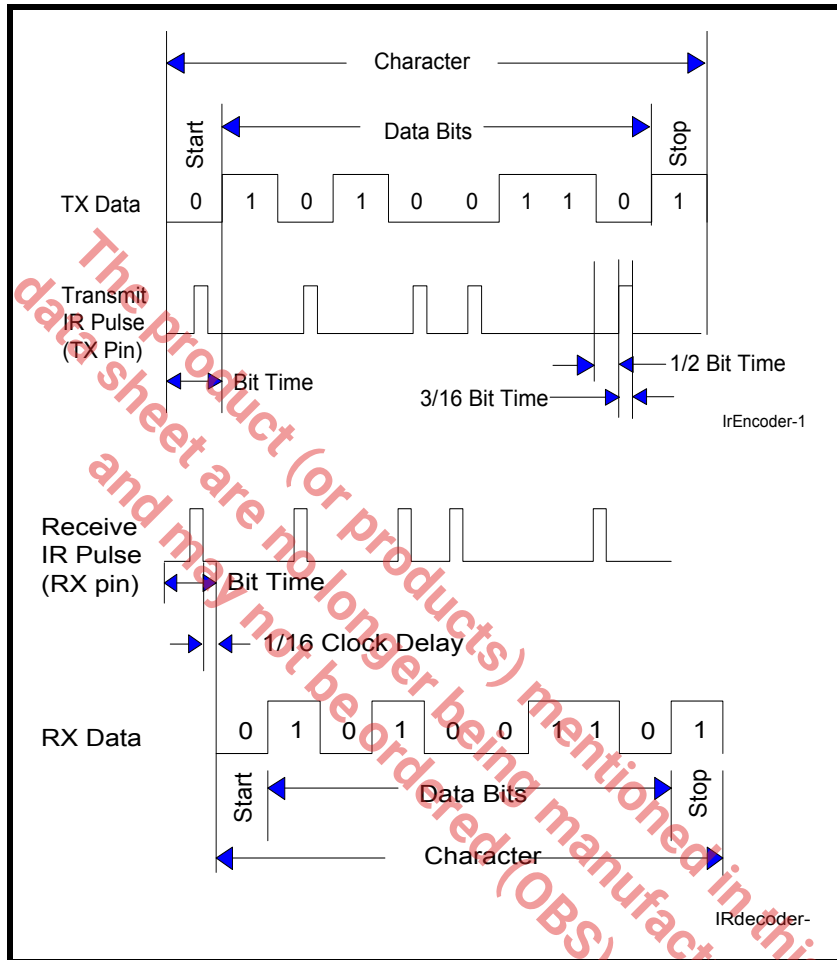 Character
Start
Data Bits
Stop
TX Data
0 1 0 1 0 0 1 1 0 1
Transmit
IR Pulse
(TX Pin)
Bit Time
1/2 Bit Time
3/16 Bit Time
IrEncoder-1
Receive
IR Pulse
(RX pin)
Bit Time
1/16 Clock Delay
RX Data
0 1 0 1 0 0 1 1 0 1
Start
Data Bits
Stop
Character
IRdecoder-
The product (or products) mentioned in this
data sheet are no longer being manufact
and may not be ordered (OBS)